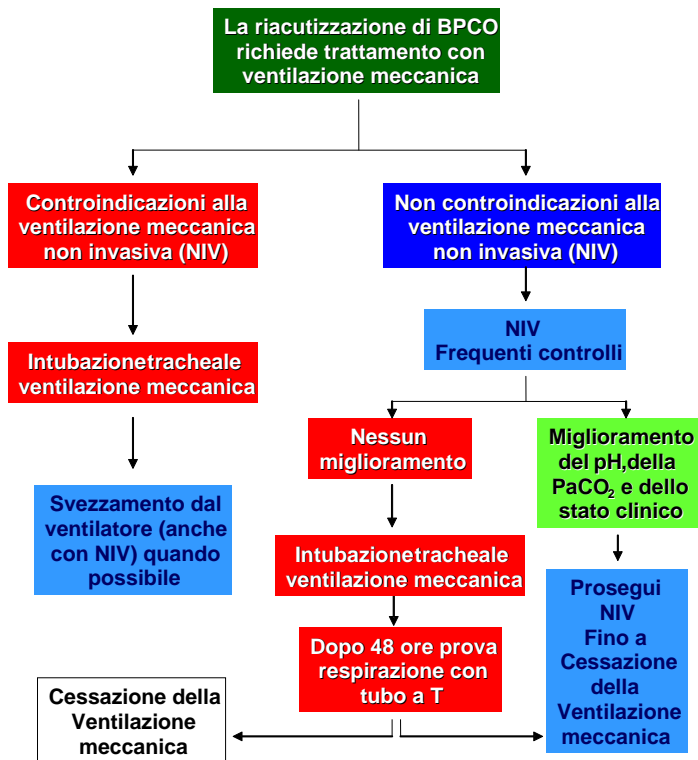 La riacutizzazione di BPCO
richiede trattamento con
ventilazione meccanica
Controindicazioni alla
ventilazione meccanica
non invasiva (NIV)
Non controindicazioni alla
ventilazione meccanica
non invasiva (NIV)
NIV
Frequenti controlli
Intubazionetracheale
ventilazione meccanica
Nessun
miglioramento
Miglioramento
del pH,della
PaCO₂ e dello
stato clinico
Svezzamento dal
ventilatore (anche
con NIV) quando
possibile
Intubazionetracheale
ventilazione meccanica
Prosegui
NIV
Fino a
Cessazione
della
Ventilazione
meccanica
Dopo 48 ore prova
respirazione con
tubo a T
Cessazione della
Ventilazione
meccanica